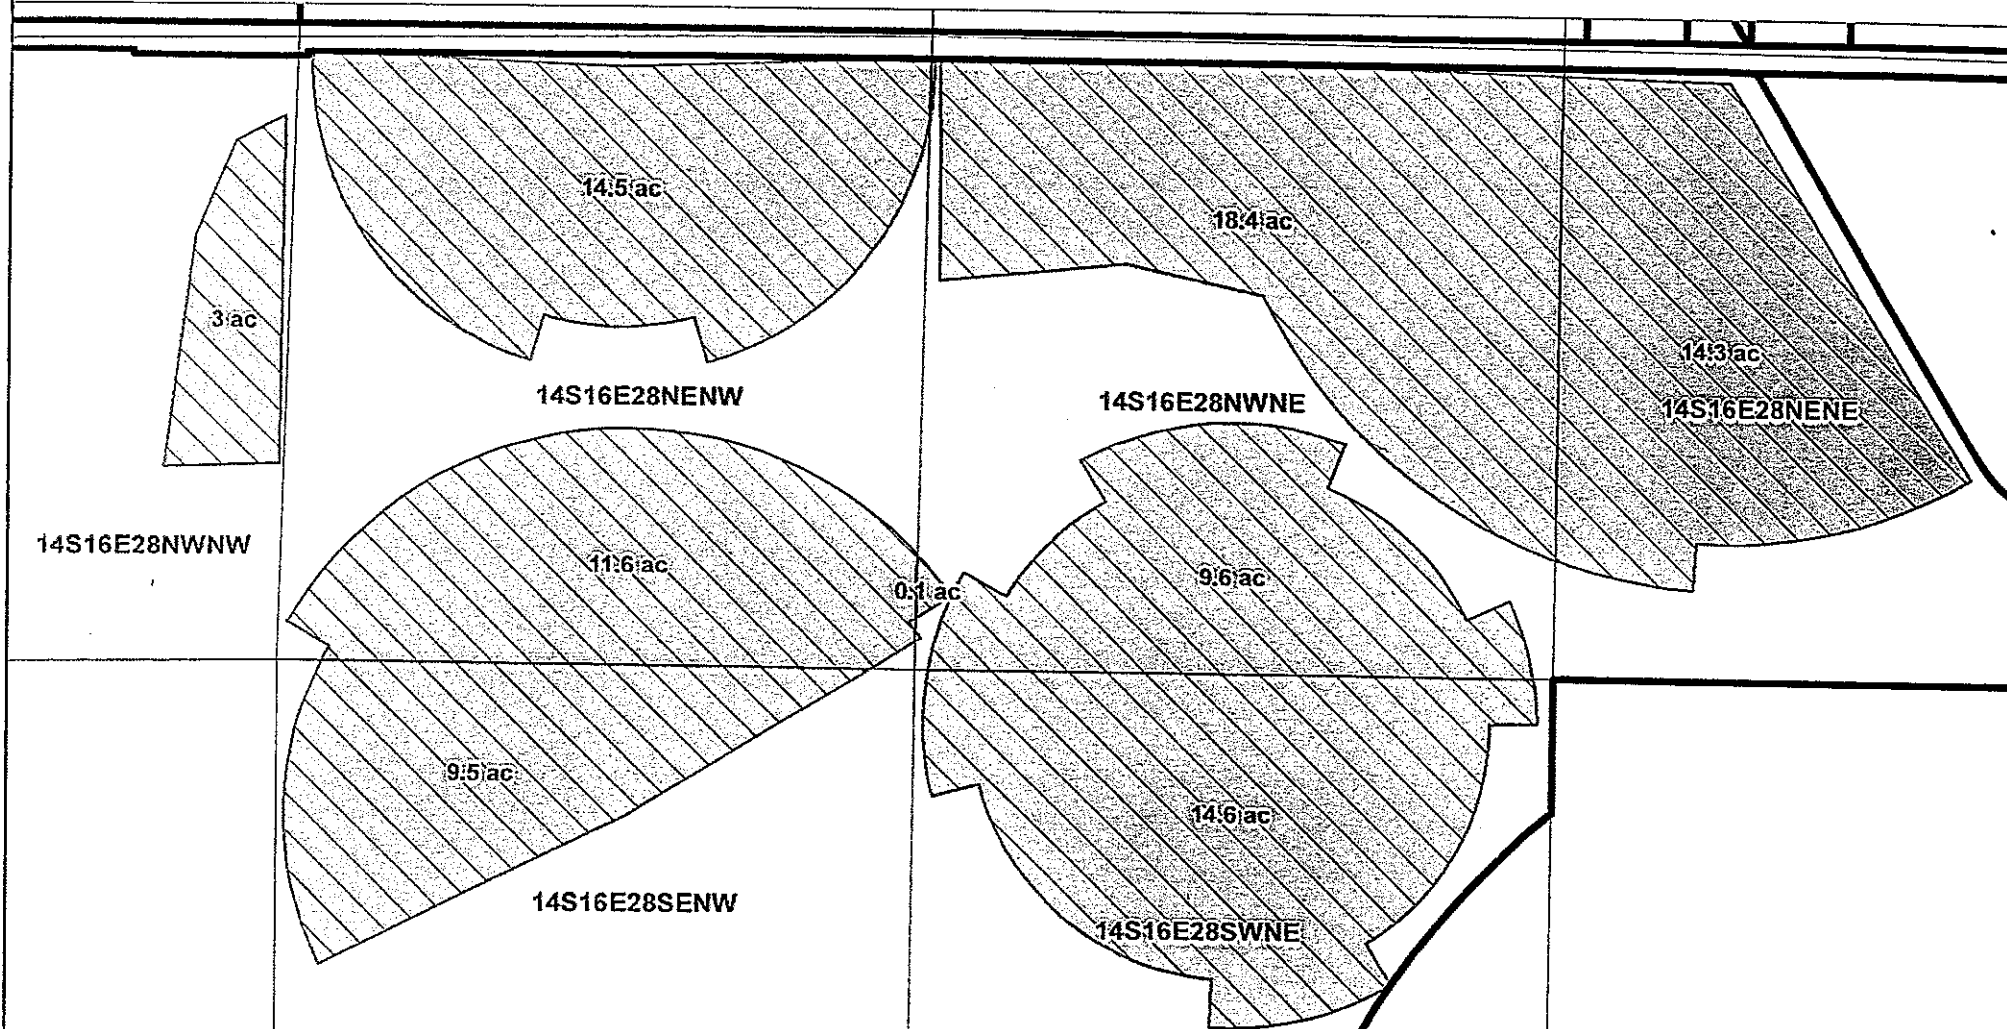 14.5 ac
18.4 ac
3 ac
14.3 ac
14S16E28NENW
14S16E28NWNE
14S16E28NENE
14S16E28NWNW
11.6 ac
0.1 ac
9.6 ac
9.5 ac
14.6 ac
14S16E28SENW
14S16E28SWNE